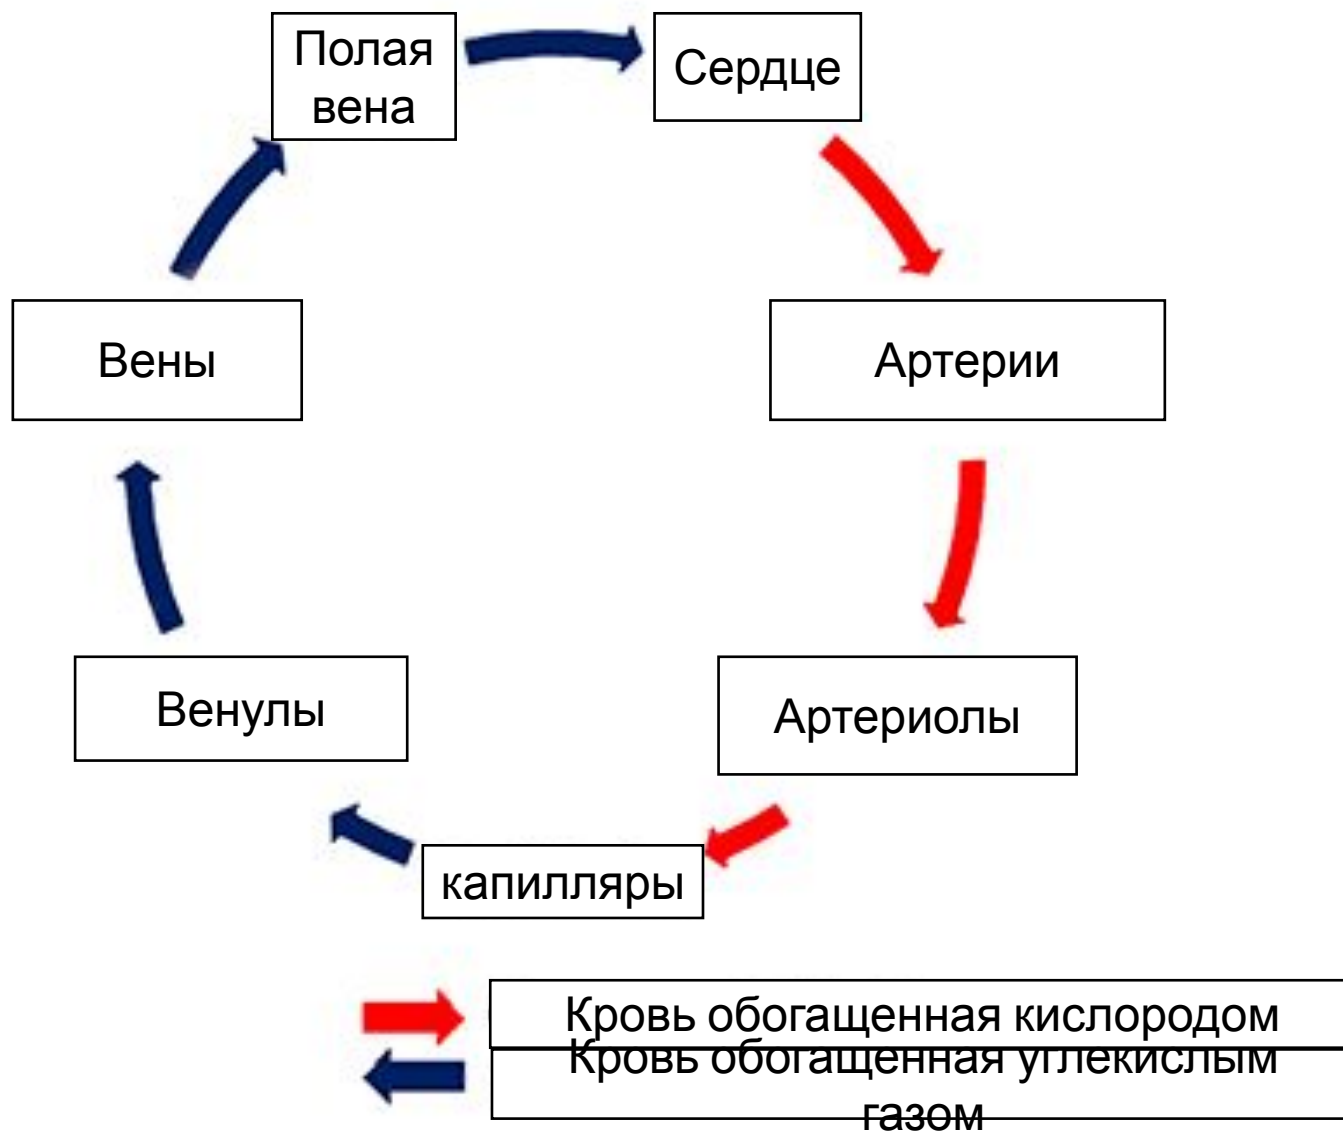 Полая
вена
Сердце
Вены
Артерии
Венулы
Артериолы
капилляры
Кровь обогащенная кислородом
Кровь обогащенная углекислым
газом